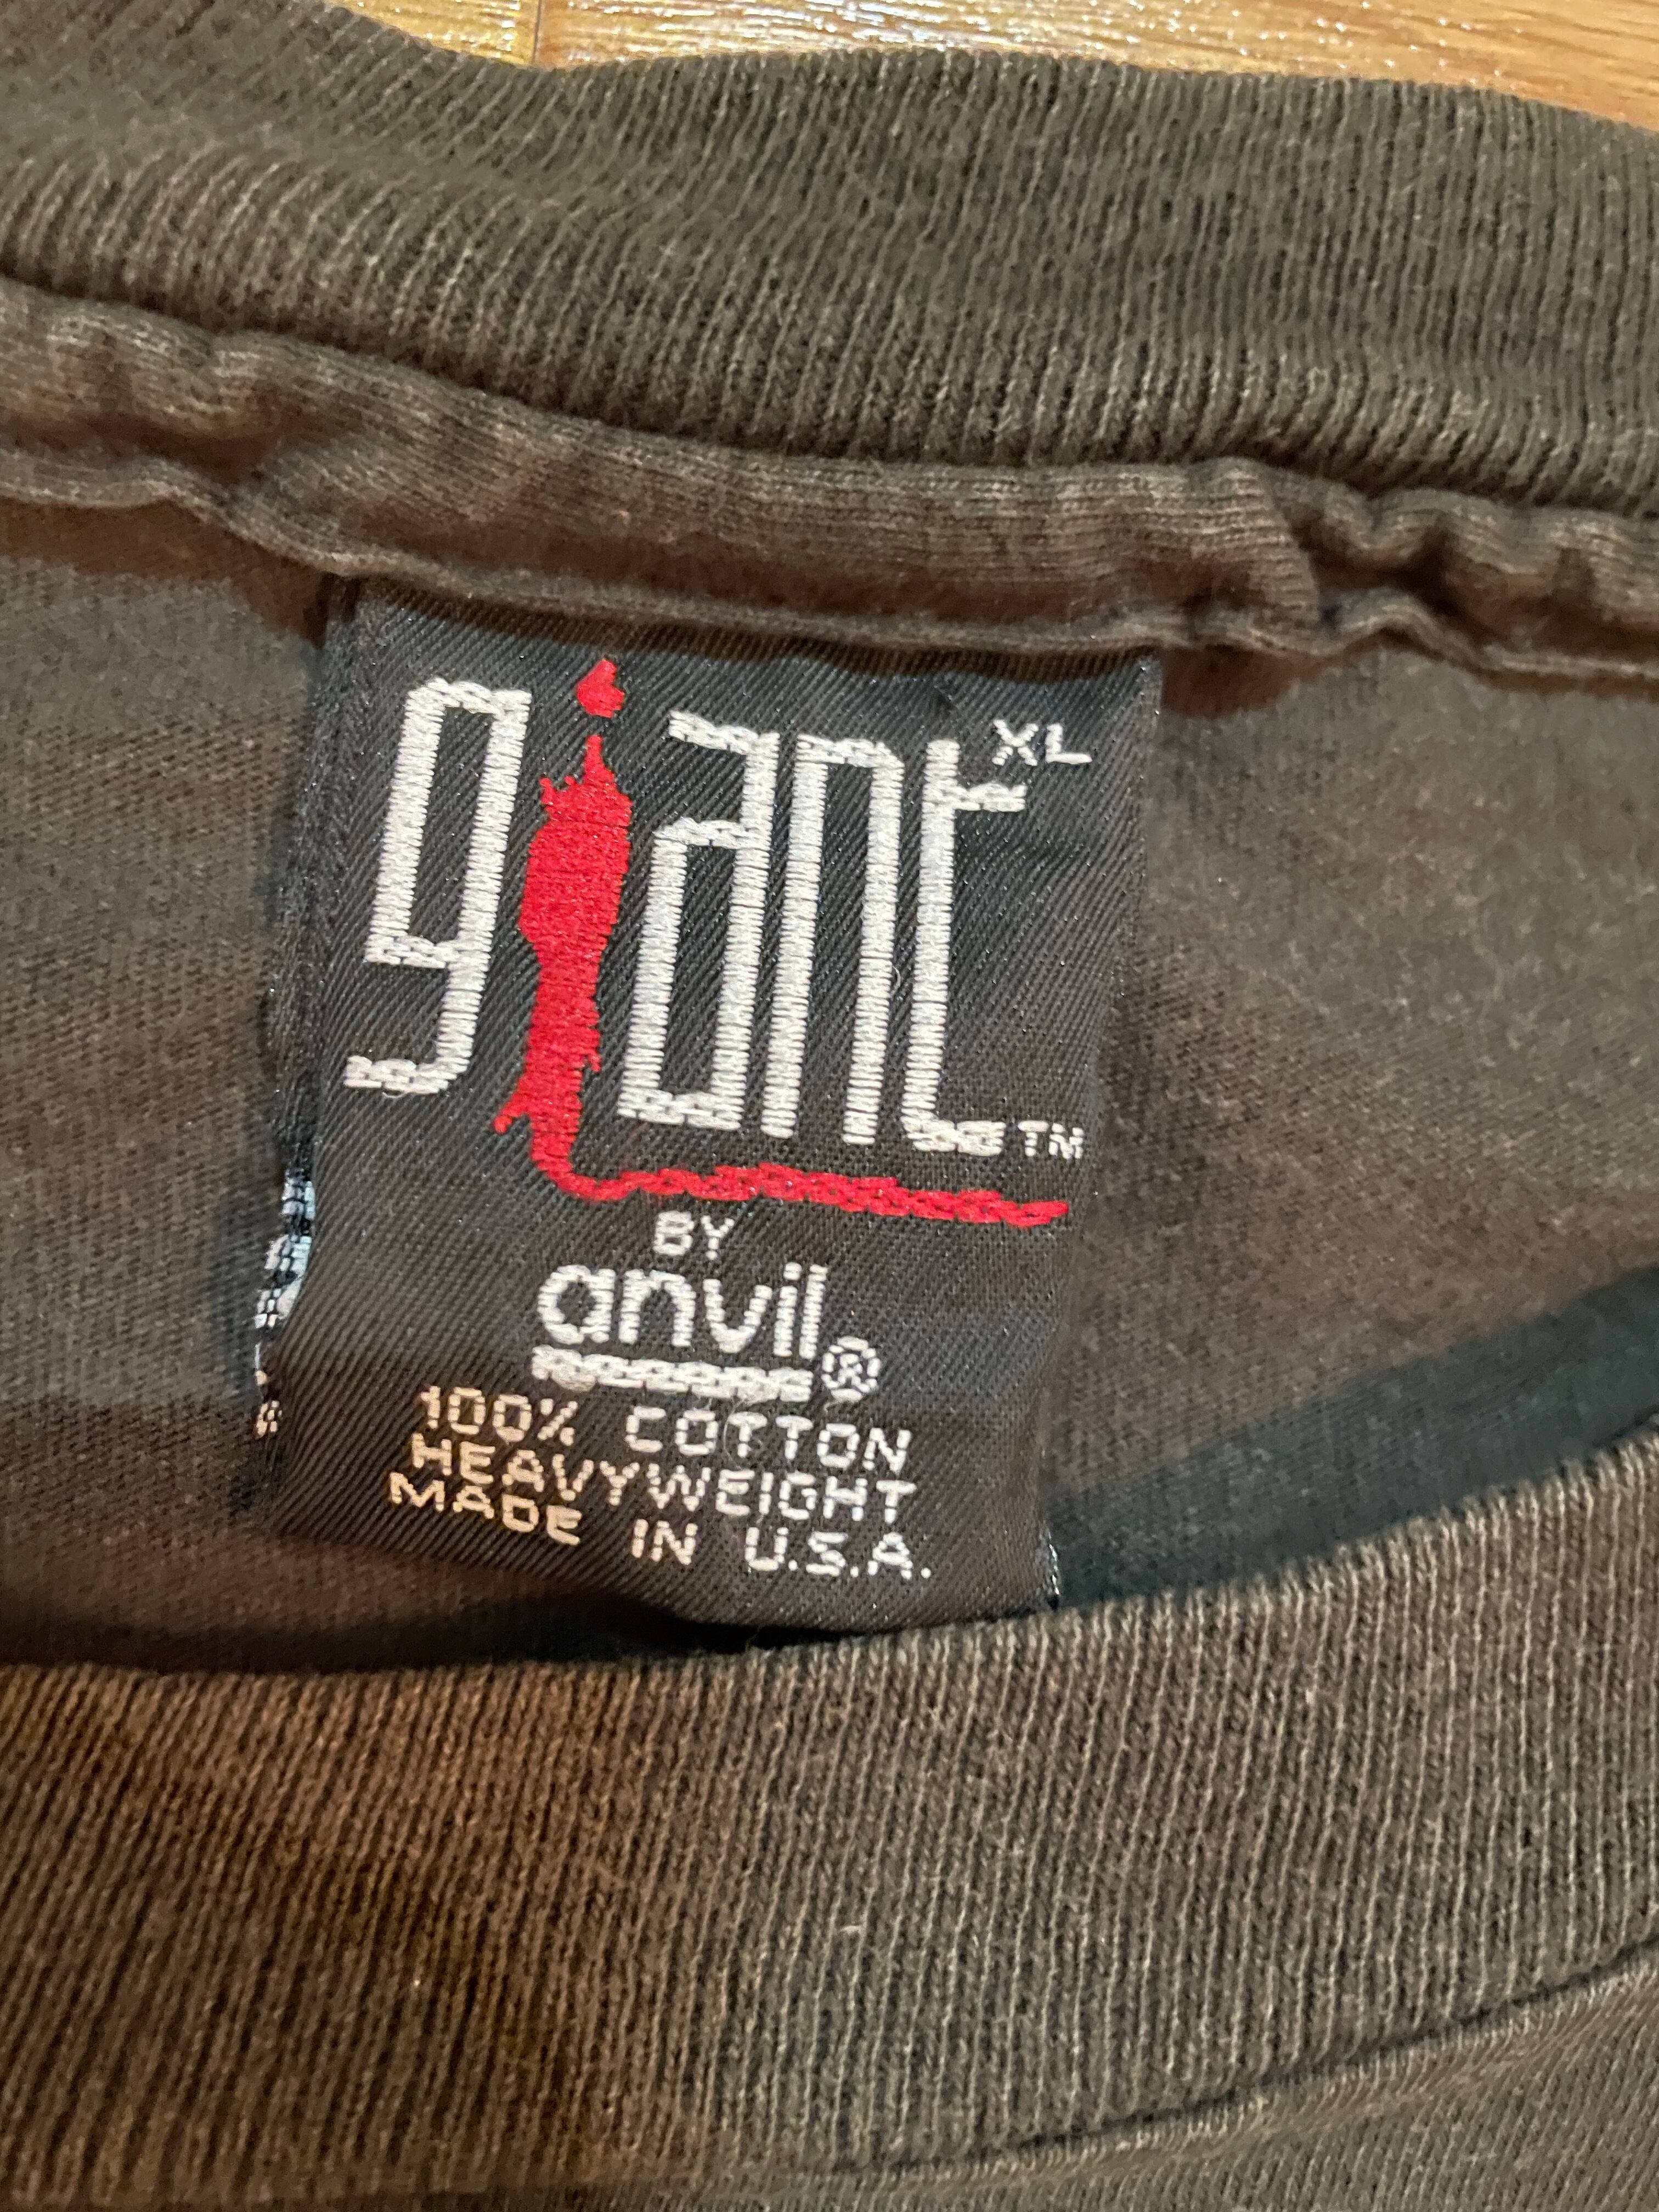 giant XL
TM
BY
anvil®
100% COTTON
HEAVYWEIGHT
MADE IN U.S.A.